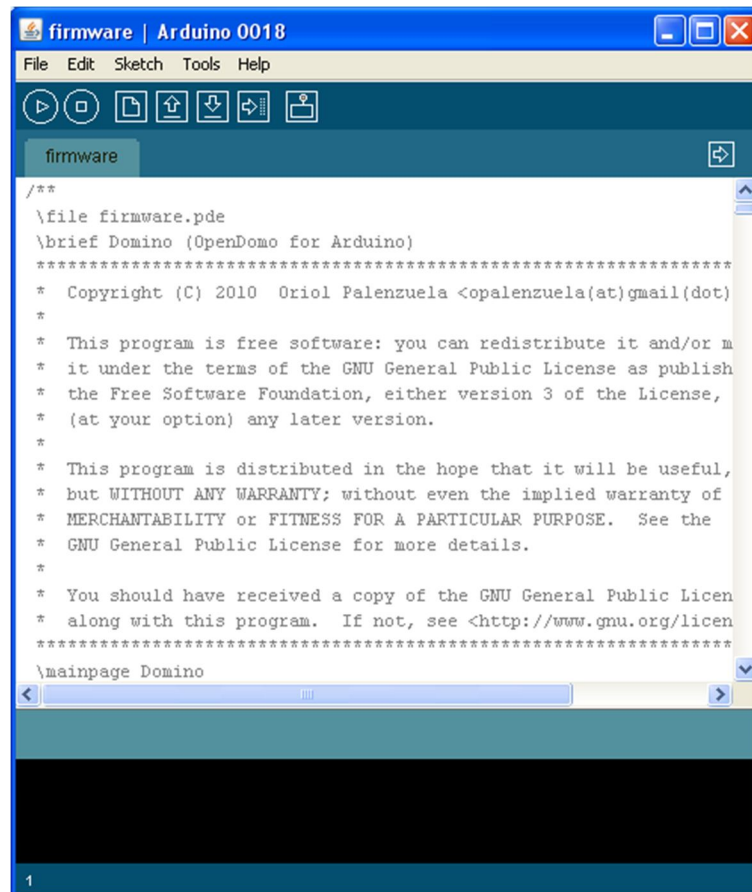 firmware | Arduino 0018
File Edit Sketch Tools Help
firmware
/**
\file firmware.pde
\brief Domino (OpenDomo for Arduino)
******************************************************************
* Copyright (C) 2010 Oriol Palenzuela <opalenzuela(at)gmail(dot)
*
* This program is free software: you can redistribute it and/or m
* it under the terms of the GNU General Public License as publish
* the Free Software Foundation, either version 3 of the License,
* (at your option) any later version.
*
* This program is distributed in the hope that it will be useful,
* but WITHOUT ANY WARRANTY; without even the implied warranty of
* MERCHANTABILITY or FITNESS FOR A PARTICULAR PURPOSE. See the
* GNU General Public License for more details.
*
* You should have received a copy of the GNU General Public Licen
* along with this program. If not, see <http://www.gnu.org/licen
******************************************************************
\mainpage Domino
1